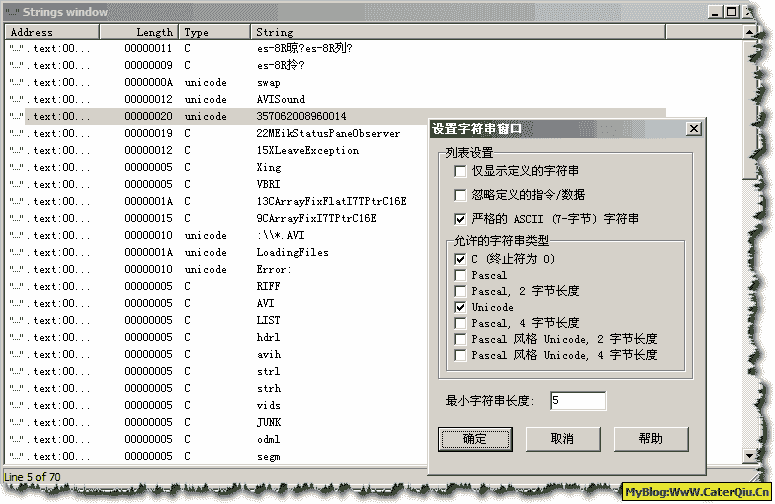 Strings window
Address Length Type String
"..." .text:00... 00000011 C es-8R晾?es-8R列?
"..." .text:00... 00000009 C es-8R拎?
"..." .text:00... 0000000A unicode swap
"..." .text:00... 00000012 unicode AVISound
"..." .text:00... 00000020 unicode 357062008960014
"..." .text:00... 00000019 C 22MEikStatusPaneObserver
"..." .text:00... 00000012 C 15XLeaveException
"..." .text:00... 00000005 C Xing
"..." .text:00... 00000005 C VBRI
"..." .text:00... 0000001A C 13CArrayFixFlatI7TPtrC16E
"..." .text:00... 00000015 C 9CArrayFixI7TPtrC16E
"..." .text:00... 00000010 unicode :\\*.AVI
"..." .text:00... 0000001A unicode LoadingFiles
"..." .text:00... 00000010 unicode Error:
"..." .text:00... 00000005 C RIFF
"..." .text:00... 00000005 C AVI
"..." .text:00... 00000005 C LIST
"..." .text:00... 00000005 C hdrl
"..." .text:00... 00000005 C avih
"..." .text:00... 00000005 C strl
"..." .text:00... 00000005 C strh
"..." .text:00... 00000005 C vids
"..." .text:00... 00000005 C JUNK
"..." .text:00... 00000005 C odml
"..." .text:00... 00000005 C segm
Line 5 of 70
设置字符串窗口
列表设置
仅显示定义的字符串
忽略定义的指令/数据
严格的 ASCII (7-字节) 字符串
允许的字符串类型
C (终止符为 0)
Pascal
Pascal, 2 字节长度
Unicode
Pascal, 4 字节长度
Pascal 风格 Unicode, 2 字节长度
Pascal 风格 Unicode, 4 字节长度
最小字符串长度: 5
确定 取消 帮助
MyBlog:WwW.CaterQiu.Cn